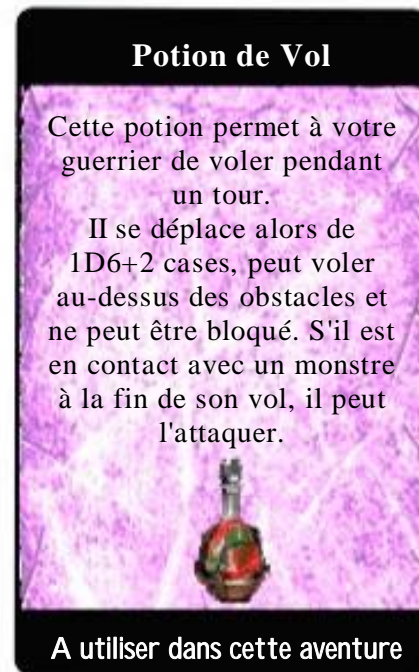 Potion de Vol
Cette potion permet à votre
guerrier de voler pendant
un tour.
II se déplace alors de
1D6+2 cases, peut voler
au-dessus des obstacles et
ne peut être bloqué. S'il est
en contact avec un monstre
à la fin de son vol, il peut
l'attaquer.
A utiliser dans cette aventure